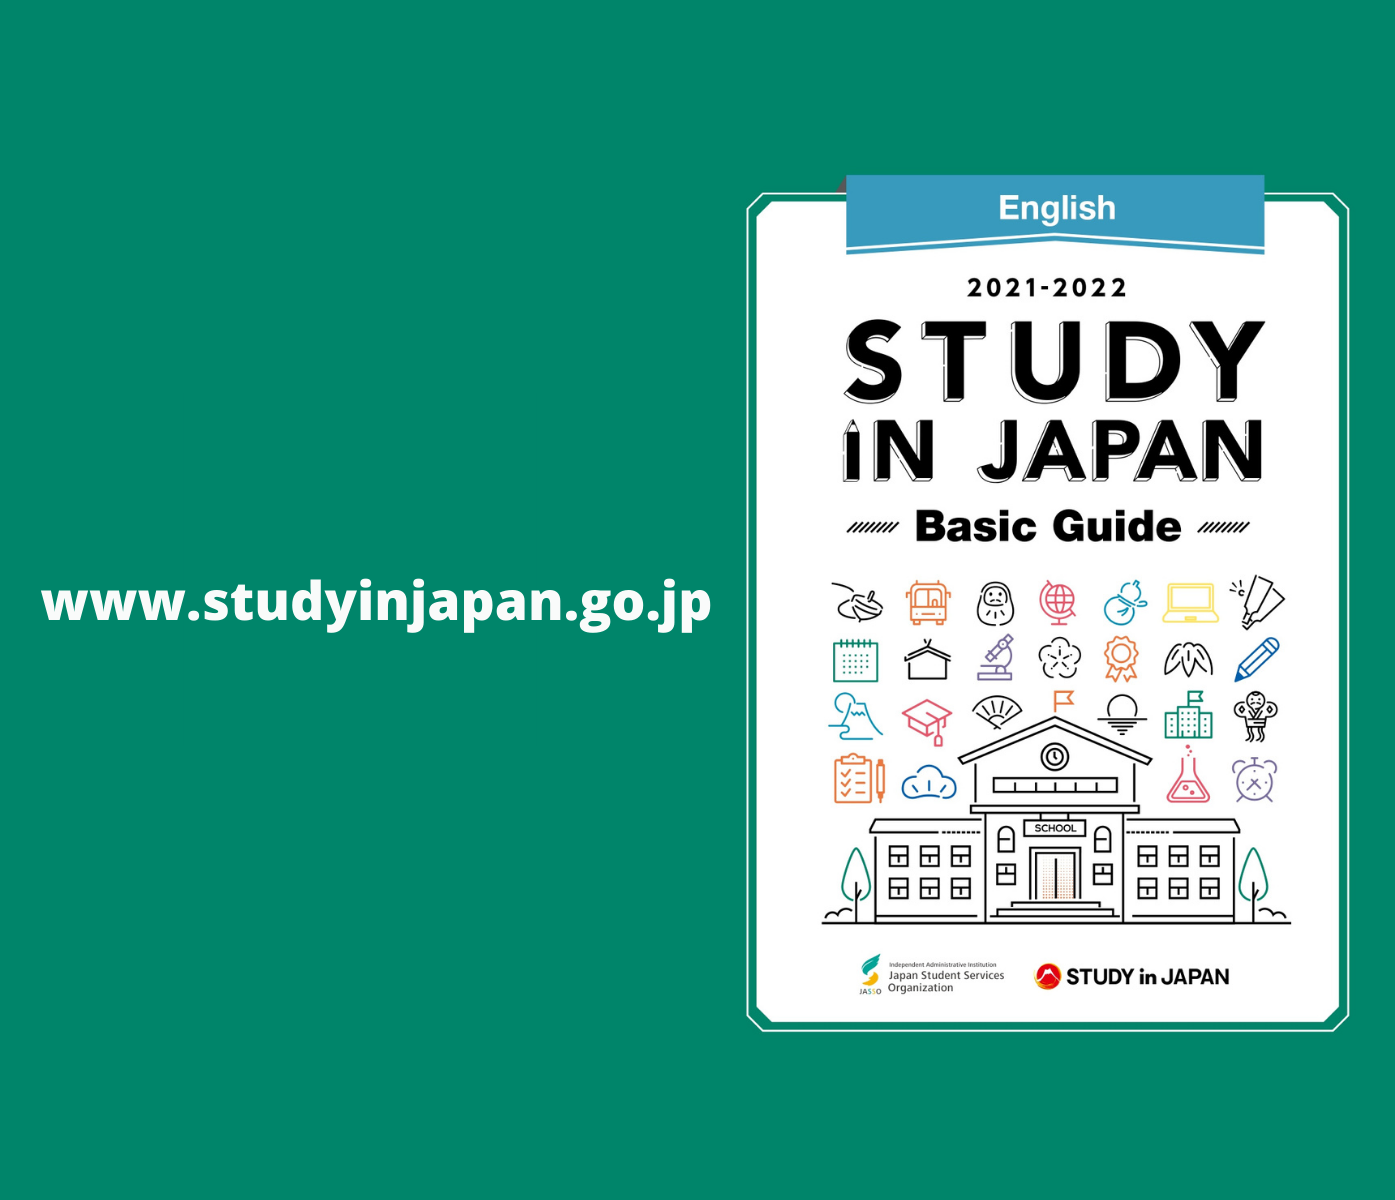 www.studyinjapan.go.jp
English
2021-2022
STUDY
iN JAPAN
Basic Guide
SCHOOL
Independent Administrative Institution
Japan Student Services
Organization
JASSO
STUDY in JAPAN